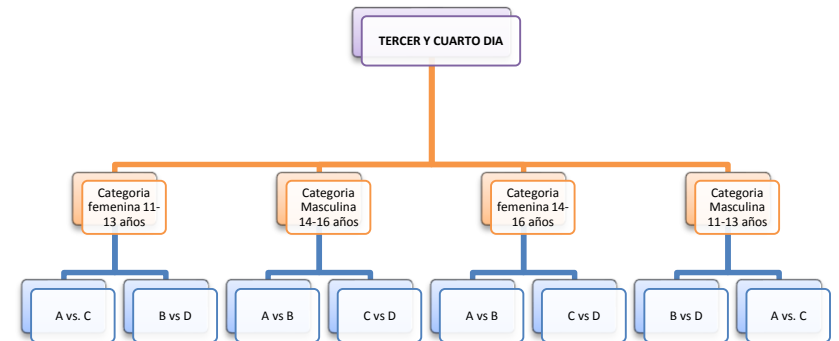 TERCER Y CUARTO DIA
Categoria
femenina 11-
13 años
Categoria
Masculina
14-16 años
Categoria
femenina 14-
16 años
Categoria
Masculina
11-13 años
A vs. C
B vs D
A vs B
C vs D
A vs B
C vs D
B vs D
A vs. C